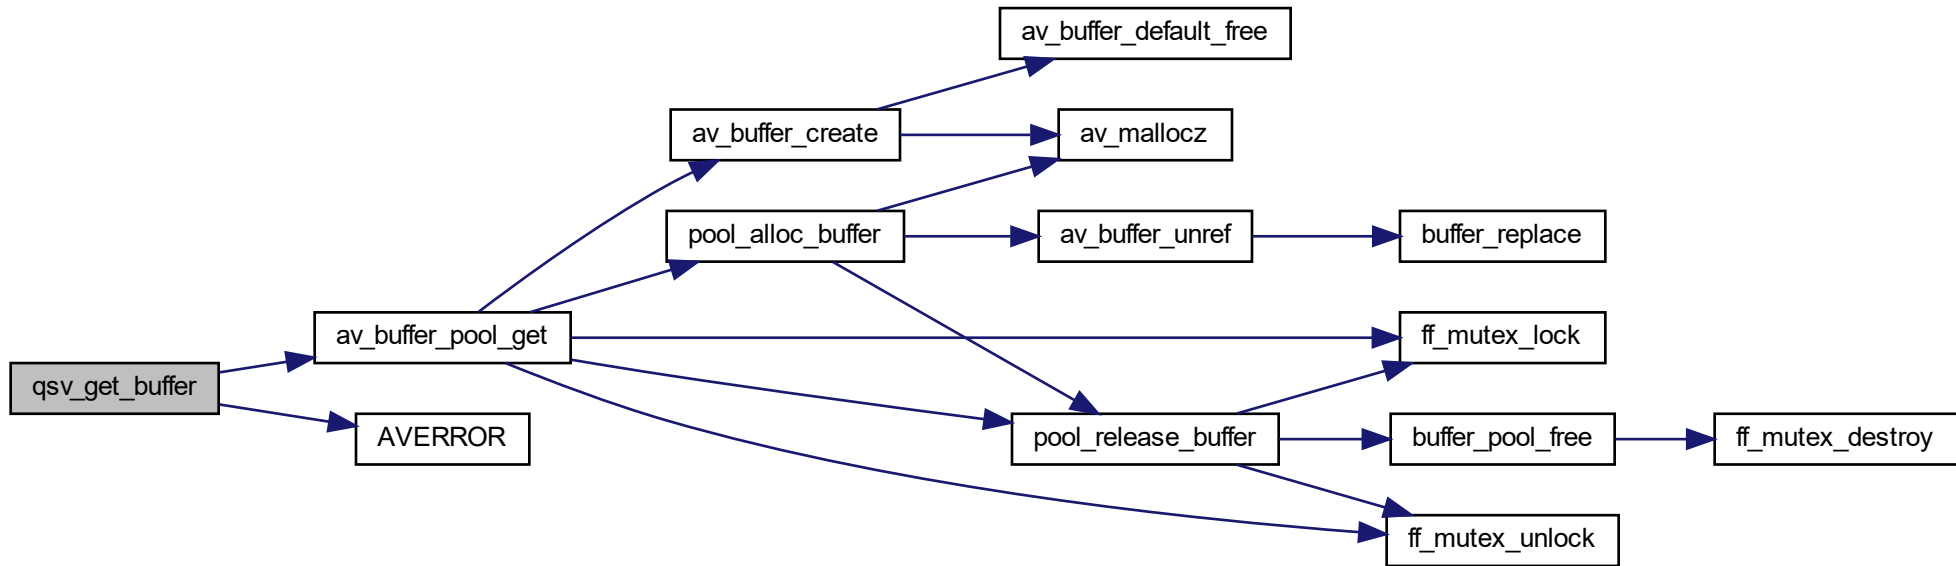 av_buffer_default_free
av_buffer_create
av_mallocz
pool_alloc_buffer
av_buffer_unref
buffer_replace
av_buffer_pool_get
ff_mutex_lock
qsv_get_buffer
AVERROR
pool_release_buffer
buffer_pool_free
ff_mutex_destroy
ff_mutex_unlock